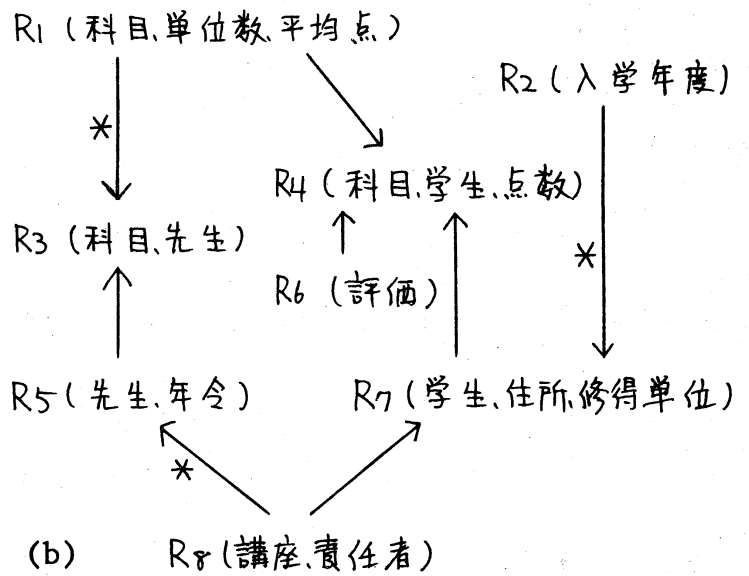 R1 (科目、単位数、平均点)
R2 (入学年度)
*
R4 (科目、学生、点数)
R3 (科目、先生)
*
R6 (評価)
R5 (先生、年令)
R7 (学生、住所、修得単位)
*
(b) R8 (講座、責任者)